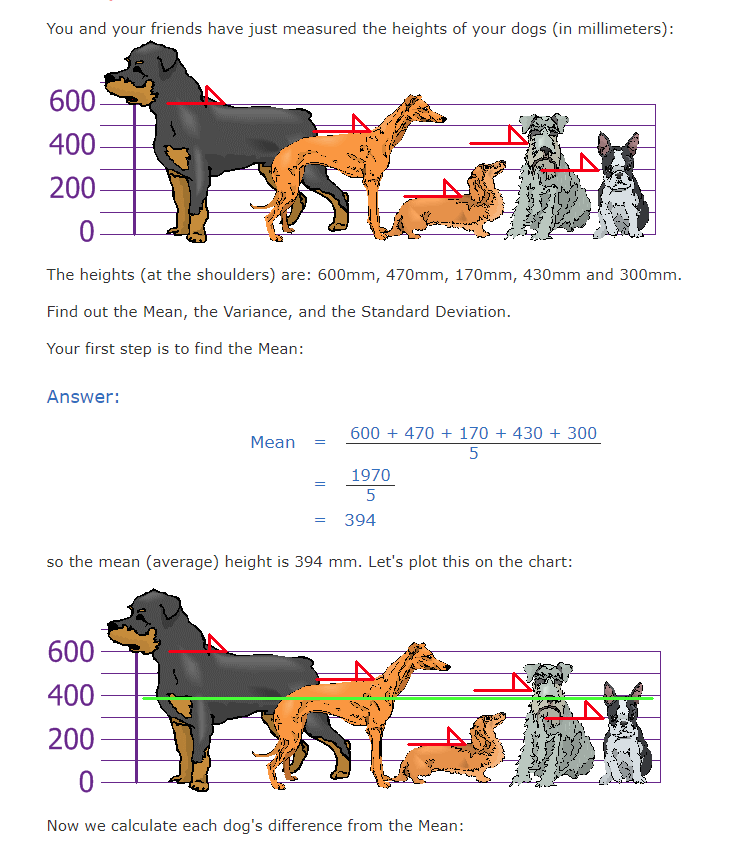 You and your friends have just measured the heights of your dogs (in millimeters):
600
400
200
0
The heights (at the shoulders) are: 600mm, 470mm, 170mm, 430mm and 300mm.
Find out the Mean, the Variance, and the Standard Deviation.
Your first step is to find the Mean:
Answer:
Mean = 600 + 470 + 170 + 430 + 300
5
= 1970
5
= 394
so the mean (average) height is 394 mm. Let's plot this on the chart:
600
400
200
0
Now we calculate each dog's difference from the Mean: